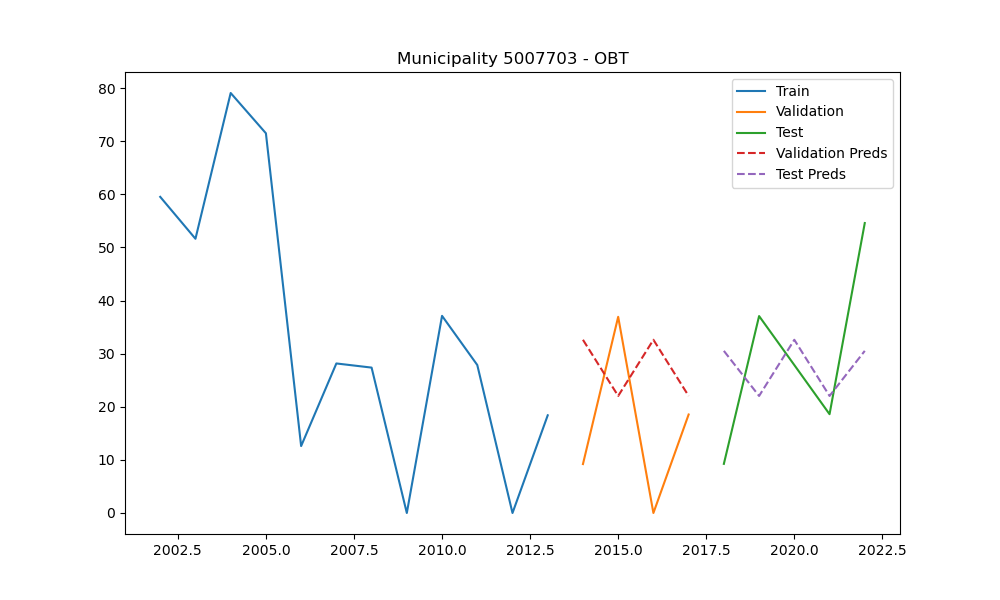 Municipality 5007703 - OBT
Train
Validation
Test
Validation Preds
Test Preds
80
70
60
50
40
30
20
10
0
2002.5 2005.0 2007.5 2010.0 2012.5 2015.0 2017.5 2020.0 2022.5